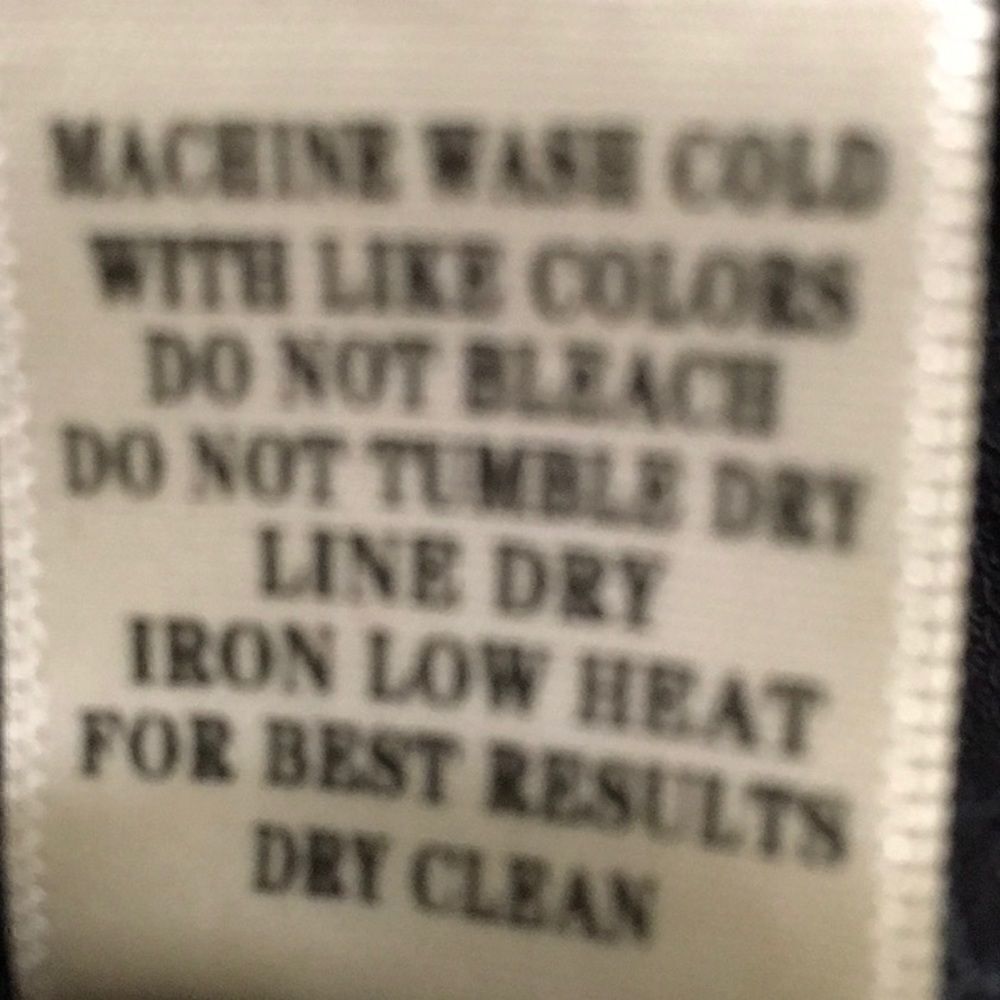 MACHINE WASH COLD
WITH LIKE COLORS
DO NOT BLEACH
DO NOT TUMBLE DRY
LINE DRY
IRON LOW HEAT
FOR BEST RESULTS
DRY CLEAN